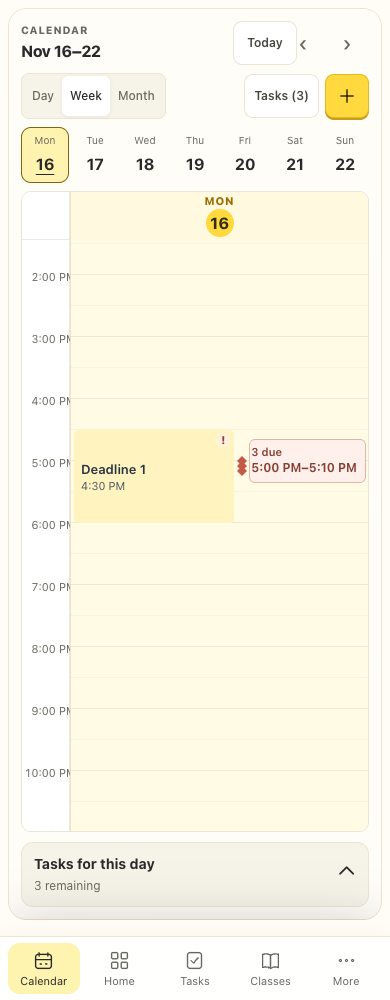 CALENDAR
Nov 16–22
Today
Day Week Month
Tasks (3)
Mon Tue Wed Thu Fri Sat Sun
16 17 18 19 20 21 22
MON
16
2:00 PM
3:00 PM
4:00 PM
!
3 due
5:00 PM–5:10 PM
5:00 PM
Deadline 1
4:30 PM
6:00 PM
7:00 PM
8:00 PM
9:00 PM
10:00 PM
Tasks for this day
3 remaining
Calendar Home Tasks Classes More